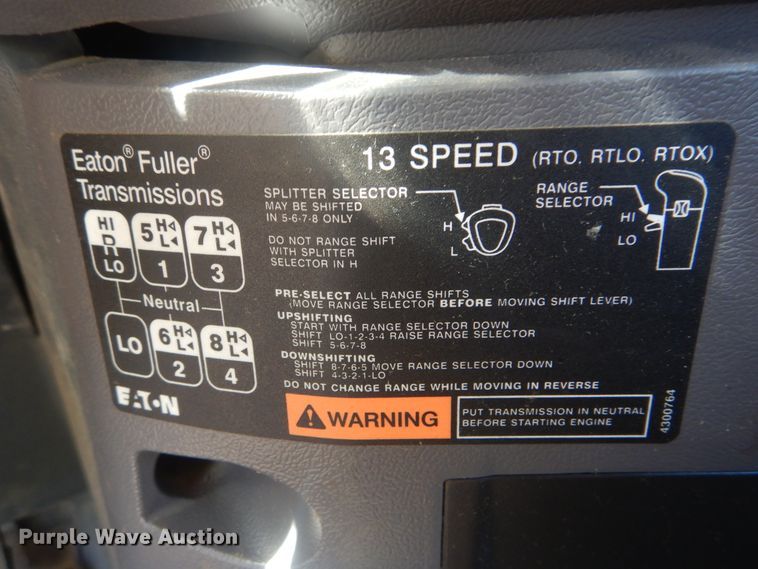 Eaton® Fuller®
Transmissions
13 SPEED (RTO. RTLO. RTOX)
HI
R
LO
5 H
L
1
7 H
L
3
Neutral
LO
6 H
L
2
8 H
L
4
EATON
SPLITTER SELECTOR
MAY BE SHIFTED
IN 5-6-7-8 ONLY
DO NOT RANGE SHIFT
WITH SPLITTER
SELECTOR IN H
H
L
RANGE
SELECTOR
HI
LO
PRE-SELECT ALL RANGE SHIFTS
(MOVE RANGE SELECTOR BEFORE MOVING SHIFT LEVER)
UPSHIFTING
START WITH RANGE SELECTOR DOWN
SHIFT LO-1-2-3-4 RAISE RANGE SELECTOR
SHIFT 5-6-7-8
DOWNSHIFTING
SHIFT 8-7-6-5 MOVE RANGE SELECTOR DOWN
SHIFT 4-3-2-1-LO
DO NOT CHANGE RANGE WHILE MOVING IN REVERSE
WARNING
PUT TRANSMISSION IN NEUTRAL
BEFORE STARTING ENGINE
4300764
Purple Wave Auction